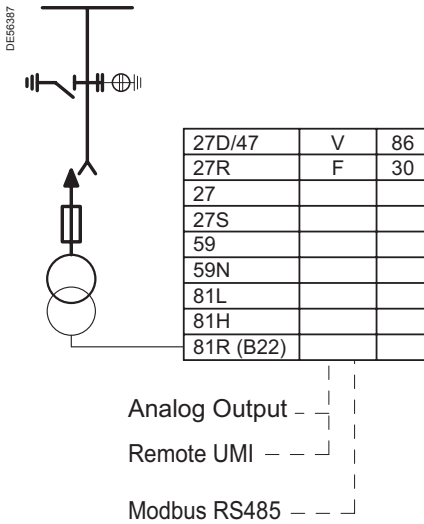 DE56387
27D/47 V 86
27R F 30
27
27S
59
59N
81L
81H
81R (B22)
Analog Output
Remote UMI
Modbus RS485